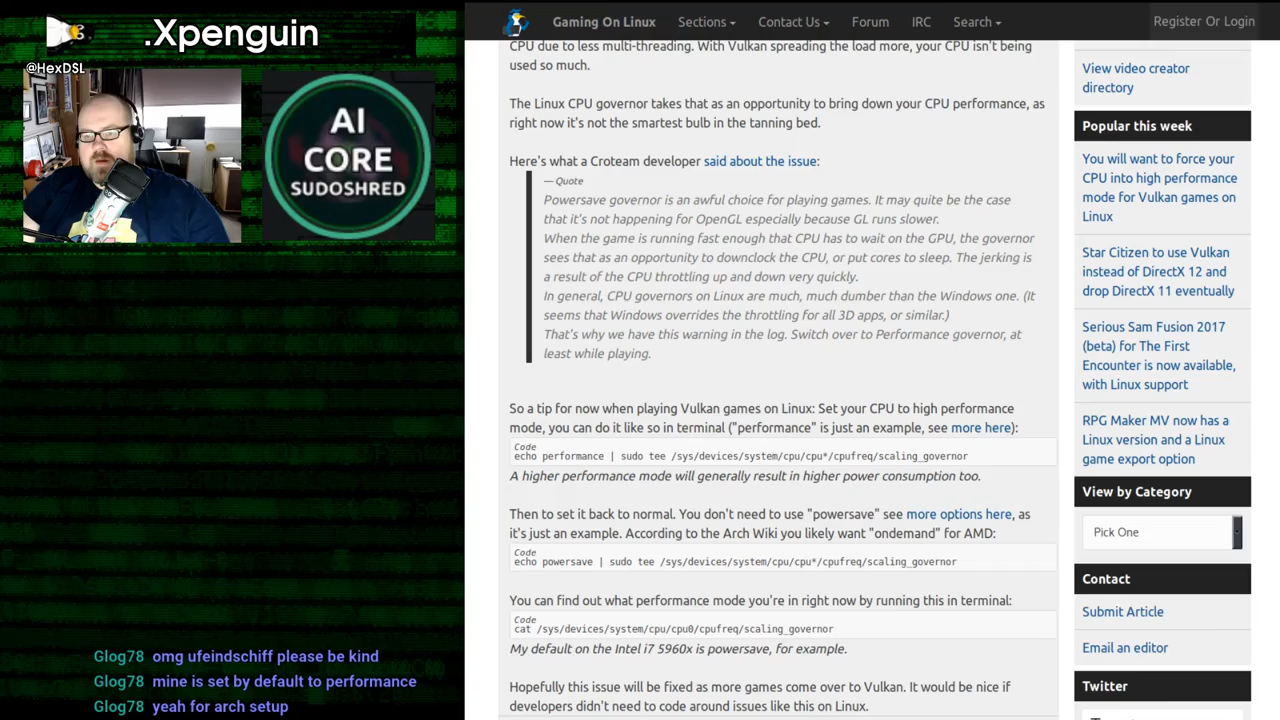 .Xpenguin
@HexDSL
AI
CORE
SUDOSHRED
Gaming On Linux
Sections
Contact Us
Forum
IRC
Search
Register Or Login
CPU due to less multi-threading. With Vulkan spreading the load more, your CPU isn't being
used so much.
The Linux CPU governor takes that as an opportunity to bring down your CPU performance, as
right now it's not the smartest bulb in the tanning bed.
Here's what a Croteam developer said about the issue:
— Quote
Powersave governor is an awful choice for playing games. It may quite be the case
that it's not happening for OpenGL especially because GL runs slower.
When the game is running fast enough that CPU has to wait on the GPU, the governor
sees that as an opportunity to downclock the CPU, or put cores to sleep. The jerking is
a result of the CPU throttling up and down very quickly.
In general, CPU governors on Linux are much, much dumber than the Windows one. (It
seems that Windows overrides the throttling for all 3D apps, or similar.)
That's why we have this warning in the log. Switch over to Performance governor, at
least while playing.
So a tip for now when playing Vulkan games on Linux: Set your CPU to high performance
mode, you can do it like so in terminal ("performance" is just an example, see more here):
Code
echo performance | sudo tee /sys/devices/system/cpu/cpu*/cpufreq/scaling_governor
A higher performance mode will generally result in higher power consumption too.
Then to set it back to normal. You don't need to use "powersave" see more options here, as
it's just an example. According to the Arch Wiki you likely want "ondemand" for AMD:
Code
echo powersave | sudo tee /sys/devices/system/cpu/cpu*/cpufreq/scaling_governor
You can find out what performance mode you're in right now by running this in terminal:
Code
cat /sys/devices/system/cpu/cpu0/cpufreq/scaling_governor
My default on the Intel i7 5960x is powersave, for example.
Hopefully this issue will be fixed as more games come over to Vulkan. It would be nice if
developers didn't need to code around issues like this on Linux.
View video creator
directory
Popular this week
You will want to force your
CPU into high performance
mode for Vulkan games on
Linux
Star Citizen to use Vulkan
instead of DirectX 12 and
drop DirectX 11 eventually
Serious Sam Fusion 2017
(beta) for The First
Encounter is now available,
with Linux support
RPG Maker MV now has a
Linux version and a Linux
game export option
View by Category
Pick One
Contact
Submit Article
Email an editor
Twitter
Glog78 omg ufeindschiff please be kind
Glog78 mine is set by default to performance
Glog78 yeah for arch setup